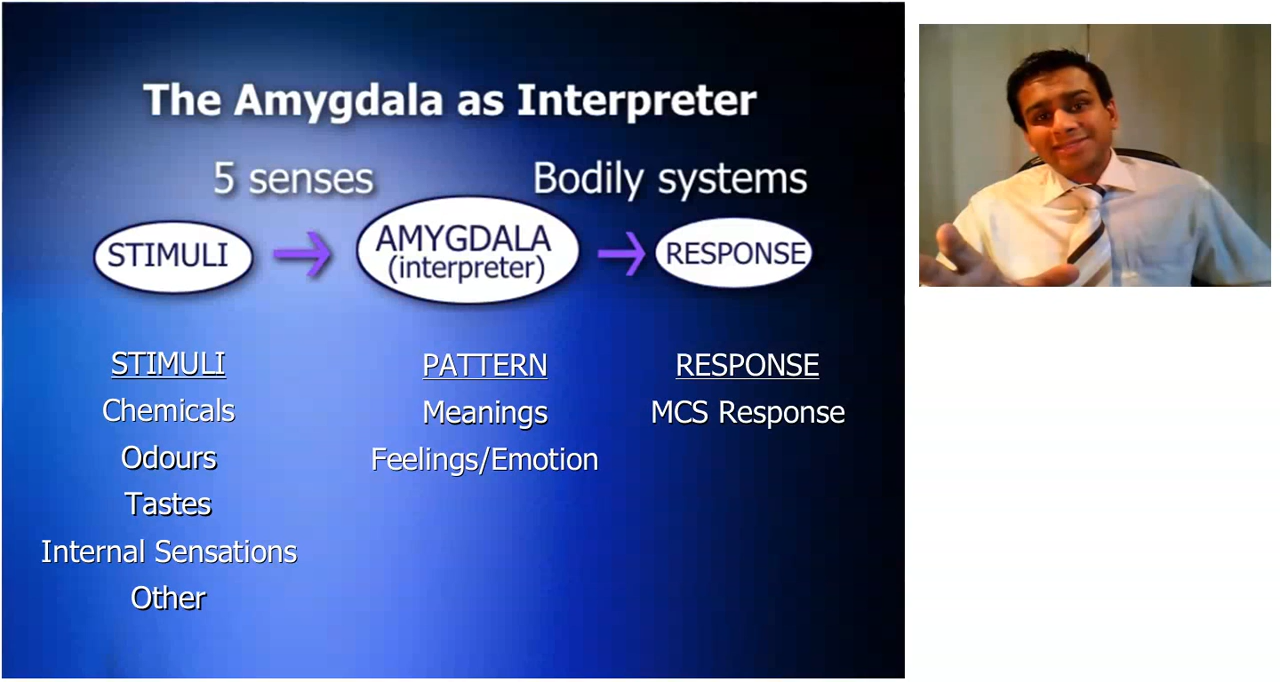 The Amygdala as Interpreter
5 senses
Bodily systems
STIMULI
AMYGDALA
(interpreter)
RESPONSE
STIMULI
Chemicals
Odours
Tastes
Internal Sensations
Other
PATTERN
Meanings
Feelings/Emotion
RESPONSE
MCS Response